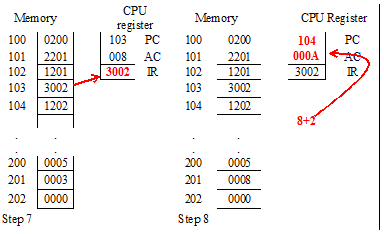 Memory CPU register Memory CPU Register
100 0200 103 PC 100 0200 104 PC
101 2201 008 AC 101 2201 000A AC
102 1201 3002 IR 102 1201 3002 IR
103 3002 103 3002
104 1202 104 1202
8+2
. . . .
. . . .
200 0005 200 0005
201 0003 201 0008
202 0000 202 0000
Step 7 Step 8